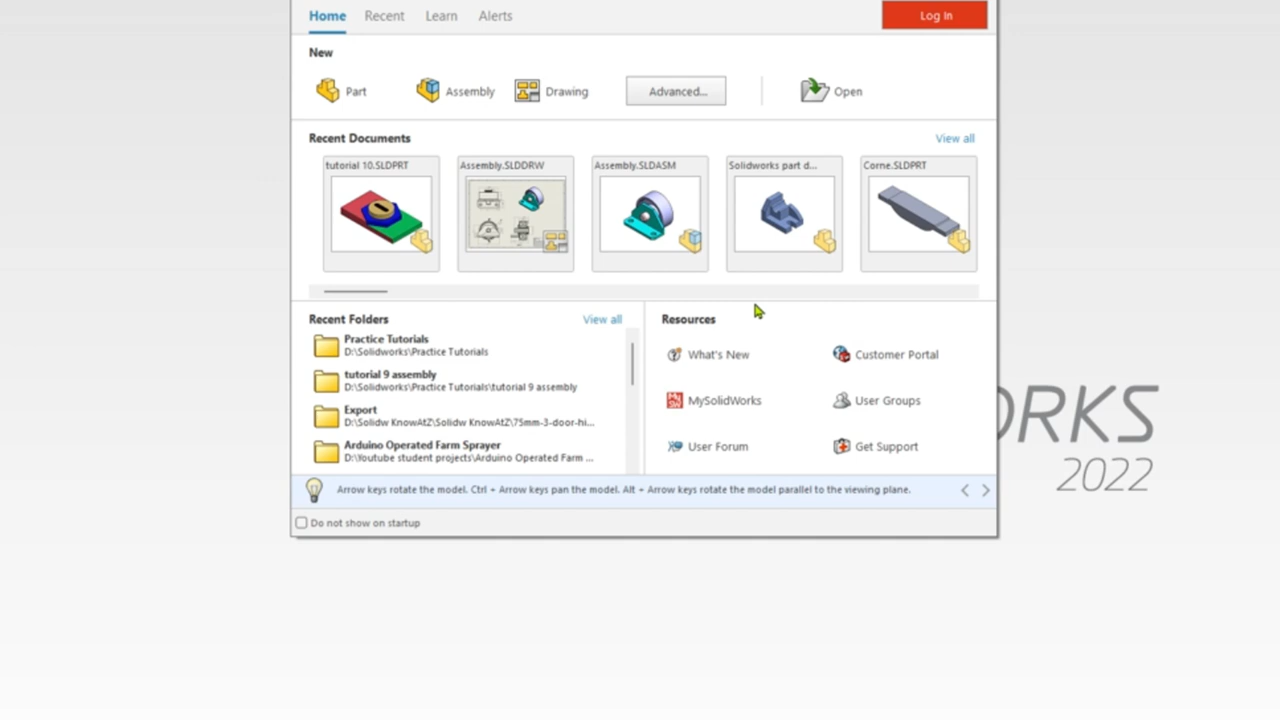 Home Recent Learn Alerts Log In
New
Part Assembly Drawing Advanced... Open
Recent Documents View all
tutorial 10.SLDPRT Assembly.SLDDRW Assembly.SLDASM Solidworks part d... Corne.SLDPRT
Recent Folders View all
Practice Tutorials
D:\Solidworks\Practice Tutorials
tutorial 9 assembly
D:\Solidworks\Practice Tutorials\tutorial 9 assembly
Export
D:\Solidw KnowAtZ\Solidw KnowAtZ\75mm-3-door-hi...
Arduino Operated Farm Sprayer
D:\Youtube student projects\Arduino Operated Farm ...
Resources
What's New Customer Portal
MySolidWorks User Groups
User Forum Get Support
ORKS
2022
Arrow keys rotate the model. Ctrl + Arrow keys pan the model. Alt + Arrow keys rotate the model parallel to the viewing plane.
Do not show on startup